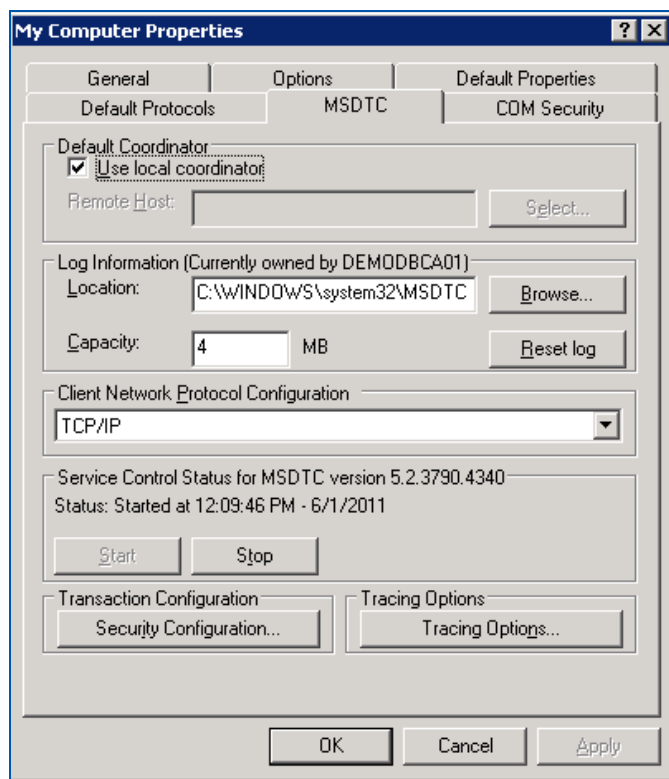 My Computer Properties
General Options Default Properties
Default Protocols MSDTC COM Security
Default Coordinator
Use local coordinator
Remote Host: Select...
Log Information (Currently owned by DEMODBCA01)
Location: C:\WINDOWS\system32\MSDTC Browse...
Capacity: 4 MB Reset log
Client Network Protocol Configuration
TCP/IP
Service Control Status for MSDTC version 5.2.3790.4340
Status: Started at 12:09:46 PM - 6/1/2011
Start Stop
Transaction Configuration Tracing Options
Security Configuration... Tracing Options...
OK Cancel Apply